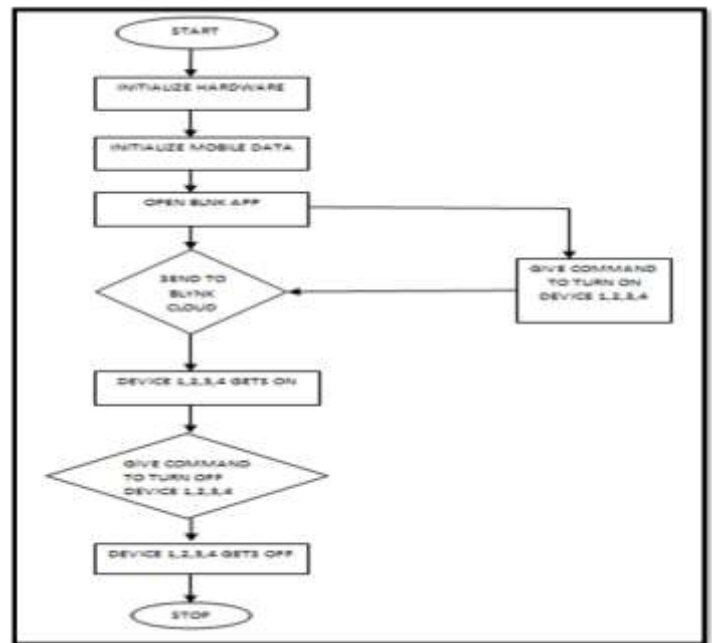 START
INITIALIZE HARDWARE
INITIALIZE MOBILE DATA
OPEN BLNK APP
GIVE COMMAND
TO TURN ON
DEVICE 1,2,3,4
SEND TO
BLYNK
CLOUD
DEVICE 1,2,3,4 GETS ON
GIVE COMMAND
TO TURN OFF
DEVICE 1,2,3,4
DEVICE 1,2,3,4 GETS OFF
STOP